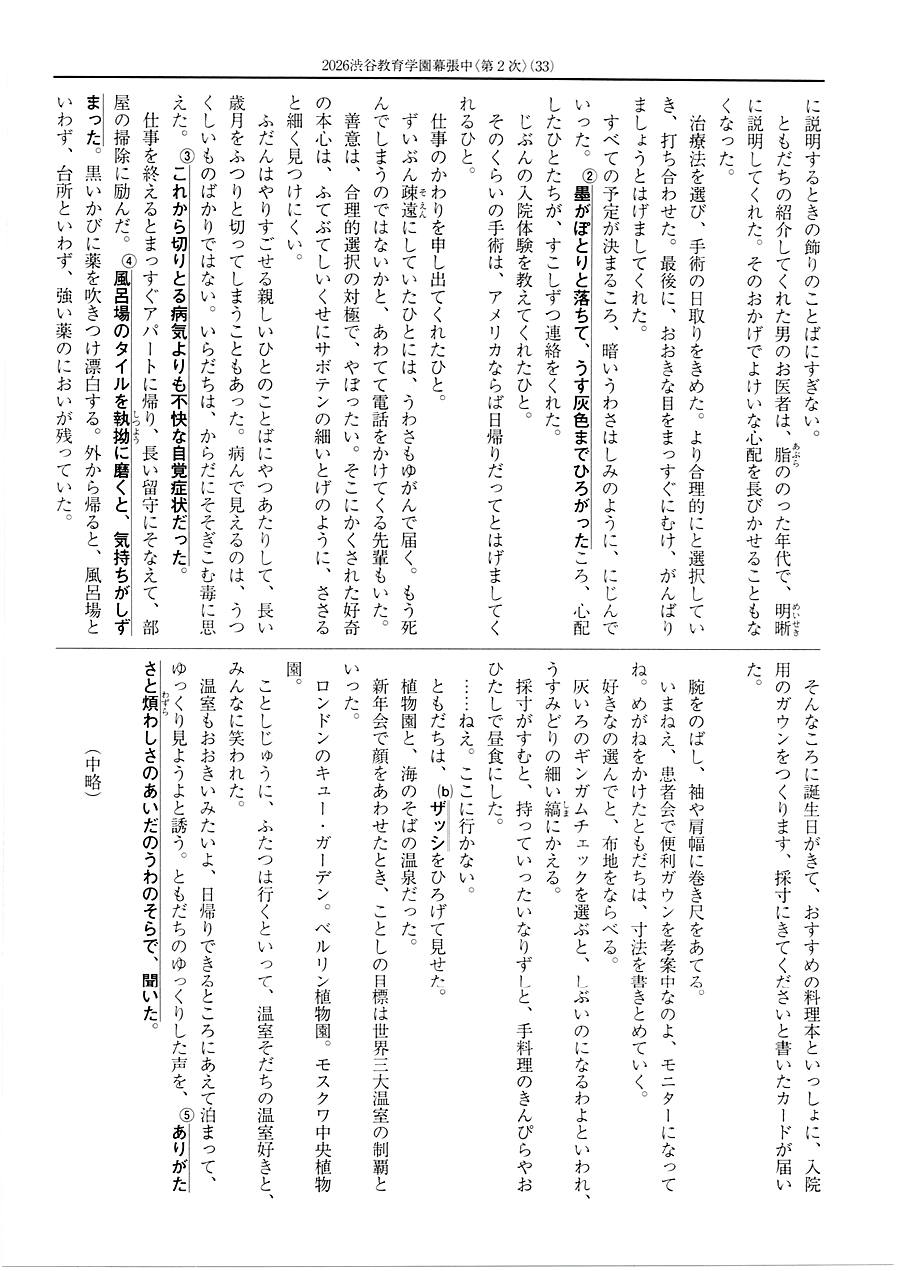 2026渋谷教育学園幕張中〈第2次〉(33)
に説明するときの飾りのことばにすぎない。
ともだちの紹介してくれた男のお医者は、脂ののった年代で、明晰
に説明してくれた。そのおかげでよけいな心配を長びかせることもな
くなった。
治療法を選び、手術の日取りをきめた。より合理的にと選択してい
き、打ち合わせた。最後に、おおきな目をまっすぐにむけ、がんばり
ましょうとはげましてくれた。
すべての予定が決まるころ、暗いうわさはしみのように、にじんで
いった。②墨がぽとりと落ちて、うす灰色までひろがったころ、心配
したひとたちが、すこしずつ連絡をくれた。
じぶんの入院体験を教えてくれたひと。
そのくらいの手術は、アメリカならば日帰りだってとはげましてく
れるひと。
仕事のかわりを申し出てくれたひと。
ずいぶん疎遠にしていたひとには、うわさもゆがんで届く。もう死
んでしまうのではないかと、あわてて電話をかけてくる先輩もいた。
善意は、合理的選択の対極で、やぼったい。そこにかくされた好奇
の本心は、ふてぶてしいくせにサボテンの細いとげのように、ささる
と細く見つけにくい。
ふだんはやりすごせる親しいひとのことばにやつあたりして、長い
歳月をふつりと切ってしまうこともあった。病んで見えるのは、うつ
くしいものばかりではない。いらだちは、からだにそそぎこむ毒に思
えた。③これから切りとる病気よりも不快な自覚症状だった。
仕事を終えるとまっすぐアパートに帰り、長い留守にそなえて、部
屋の掃除に励んだ。④風呂場のタイルを執拗に磨くと、気持ちがしず
まった。黒いかびに薬を吹きつけ漂白する。外から帰ると、風呂場と
いわず、台所といわず、強い薬のにおいが残っていた。
そんなころに誕生日がきて、おすすめの料理本といっしょに、入院
用のガウンをつくります、採寸にきてくださいと書いたカードが届い
た。
腕をのばし、袖や肩幅に巻き尺をあてる。
いまねえ、患者会で便利ガウンを考案中なのよ、モニターになって
ね。めがねをかけたともだちは、寸法を書きとめていく。
好きなの選んでと、布地をならべる。
灰いろのギンガムチェックを選ぶと、しぶいのになるわよといわれ、
うすみどりの細い縞にかえる。
採寸がすむと、持っていったいなりずしと、手料理のきんぴらやお
ひたしで昼食にした。
……ねえ。ここに行かない。
ともだちは、(b)ザッシをひろげて見せた。
植物園と、海のそばの温泉だった。
新年会で顔をあわせたとき、ことしの目標は世界三大温室の制覇と
いった。
ロンドンのキュー・ガーデン。ベルリン植物園。モスクワ中央植物
園。
ことしじゅうに、ふたつは行くといって、温室そだちの温室好きと、
みんなに笑われた。
温室もおおきいみたいよ、日帰りできるところにあえて泊まって、
ゆっくり見ようよと誘う。ともだちのゆっくりした声を、⑤ありがた
さと煩わしさのあいだのうわのそらで、聞いた。
（中略）